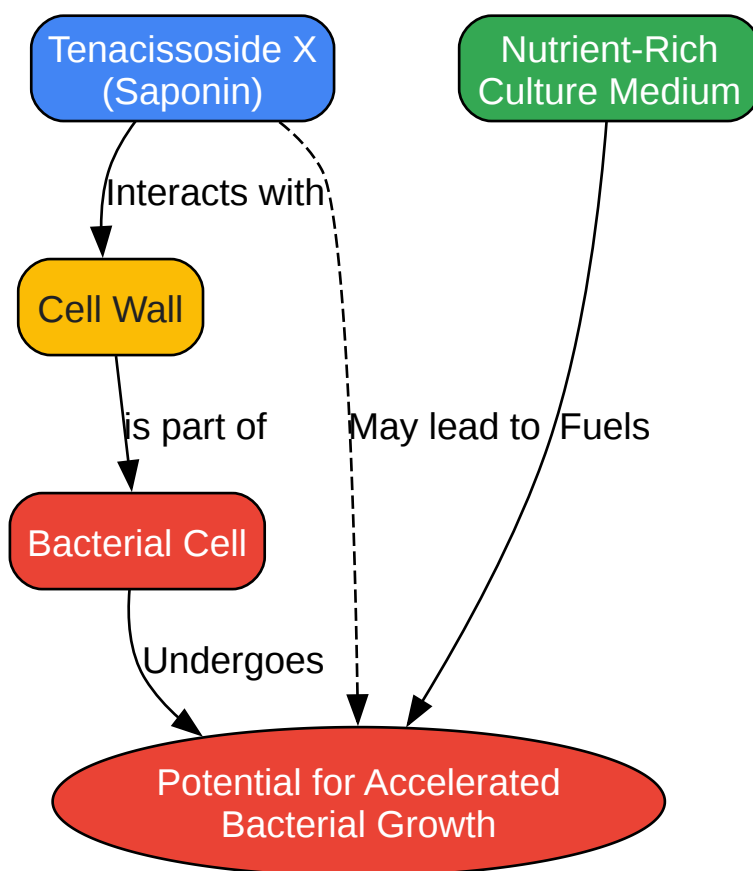 Tenacissoside X
(Saponin)
Nutrient-Rich
Culture Medium
Interacts with
Cell Wall
is part of
May lead to
Fuels
Bacterial Cell
Undergoes
Potential for Accelerated
Bacterial Growth